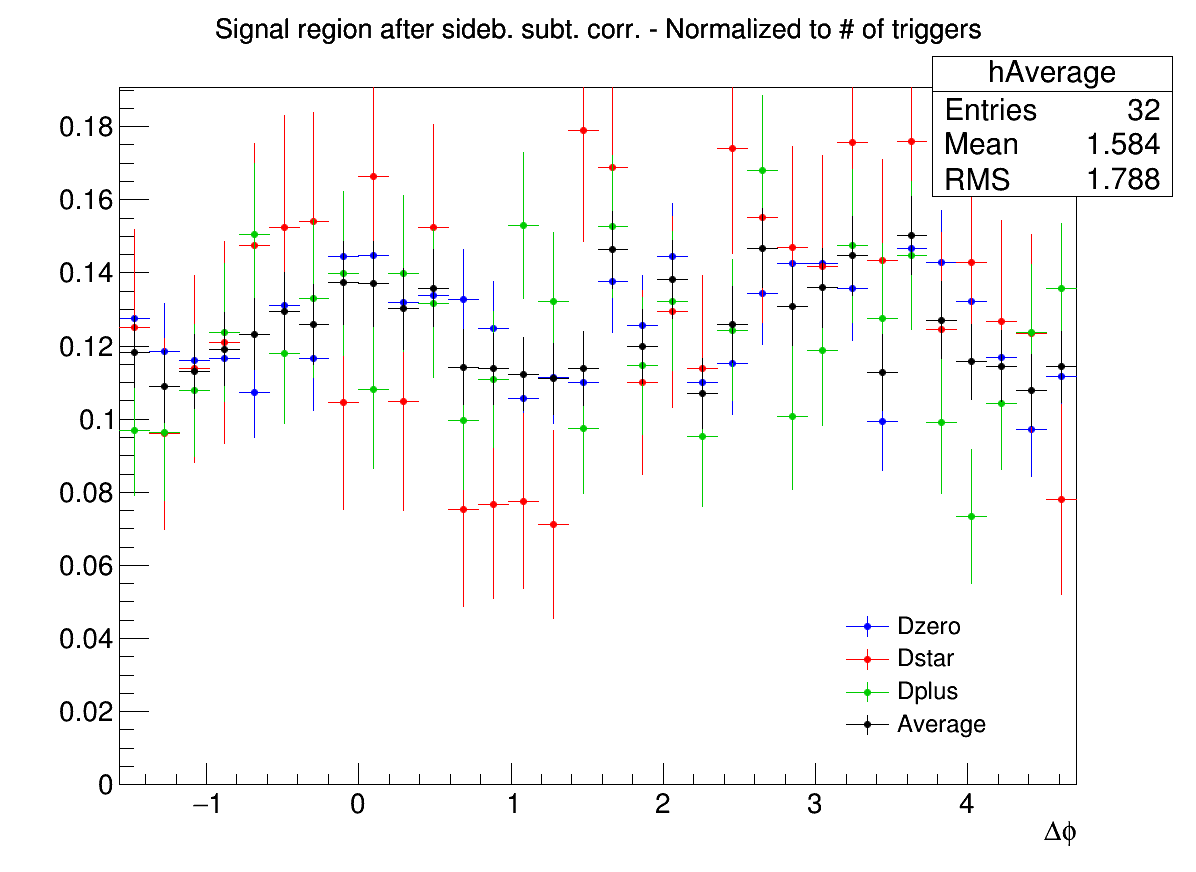 Signal region after sideb. subt. corr. - Normalized to # of triggers
hAverage
Entries 32
Mean 1.584
RMS 1.788
0.18
0.16
0.14
0.12
0.1
0.08
0.06
0.04
0.02
0
Dzero
Dstar
Dplus
Average
−1 0 1 2 3 4
Δϕ